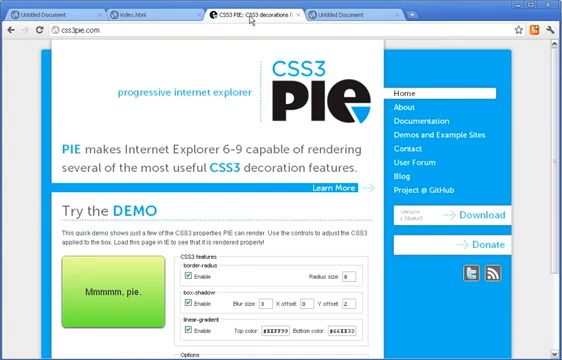 Untitled Document
index.html
CSS3 PIE: CSS3 decorations f
Untitled Document
css3pie.com
progressive internet explorer
CSS3
PIE
Home
About
Documentation
Demos and Example Sites
Contact
User Forum
Blog
Project @ GitHub
PIE makes Internet Explorer 6-9 capable of rendering
several of the most useful CSS3 decoration features.
Learn More
Version
1.0beta5
Download
Donate
Try the DEMO
This quick demo shows just a few of the CSS3 properties PIE can render. Use the controls to adjust the CSS3
applied to the box. Load this page in IE to see that it is rendered properly!
Mmmmm, pie.
CSS3 features
border-radius
Enable Radius size: 8
box-shadow
Enable Blur size: 3 X offset: 0 Y offset: 2
linear-gradient
Enable Top color: #EEFF99 Bottom color: #66EE33
Options